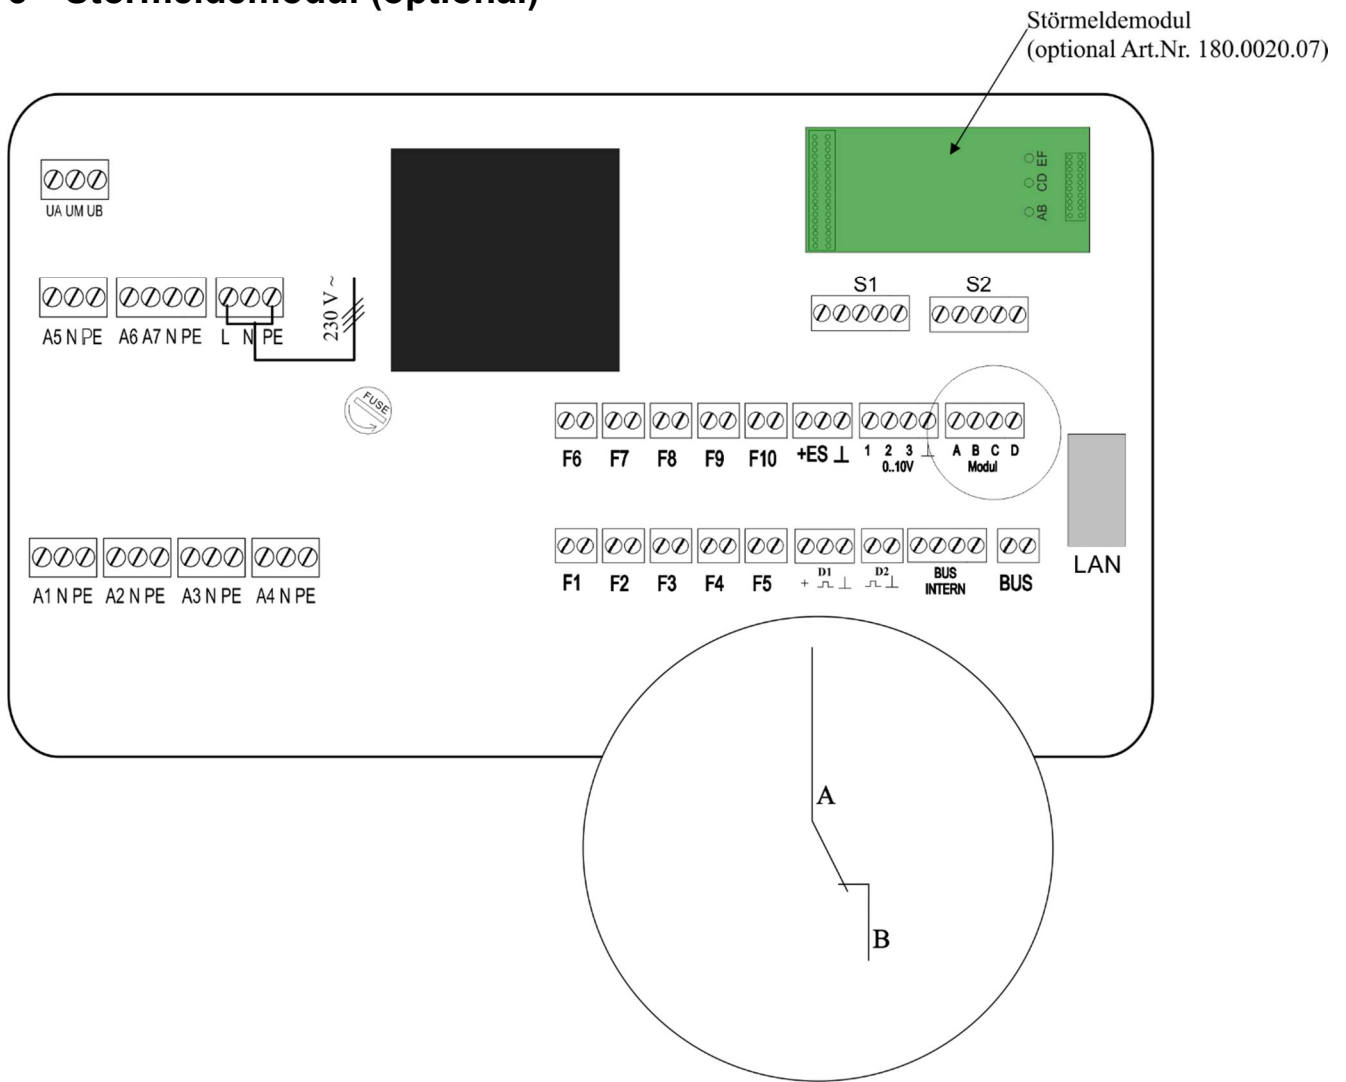 Störmeldemodul (optional)
Störmeldemodul
(optional Art.Nr. 180.0020.07)
EF
CD
AB
UA UM UB
S1 S2
230 V ~
A5 N PE A6 A7 N PE L N PE
FUSE
F6 F7 F8 F9 F10 +ES ⊥ 1 2 3 ⊥ A B C D
0..10V Modul
F1 F2 F3 F4 F5 D1 D2 BUS BUS
+ ⊥ ⊥ INTERN
LAN
A1 N PE A2 N PE A3 N PE A4 N PE
A
B